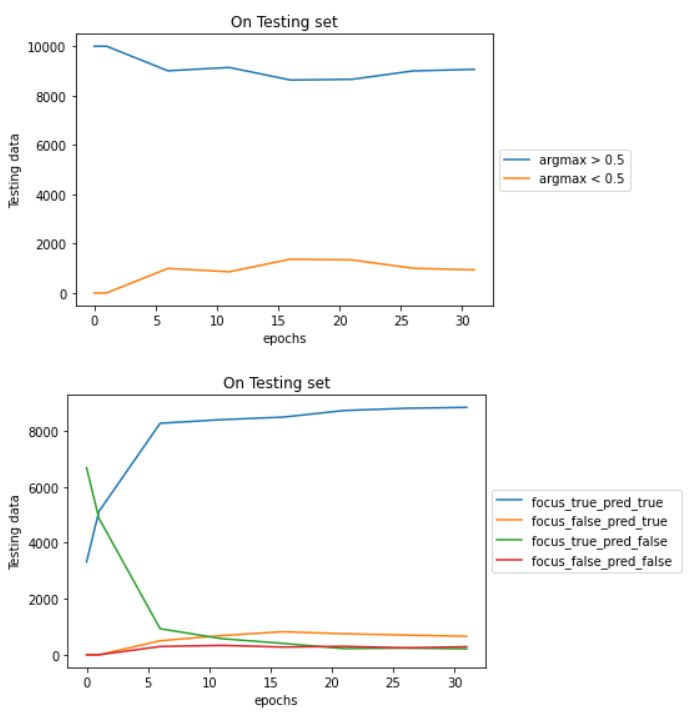 On Testing set
10000
8000
6000
4000
2000
0
Testing data
0 5 10 15 20 25 30
epochs
argmax > 0.5
argmax < 0.5
On Testing set
8000
6000
4000
2000
0
Testing data
0 5 10 15 20 25 30
epochs
focus_true_pred_true
focus_false_pred_true
focus_true_pred_false
focus_false_pred_false